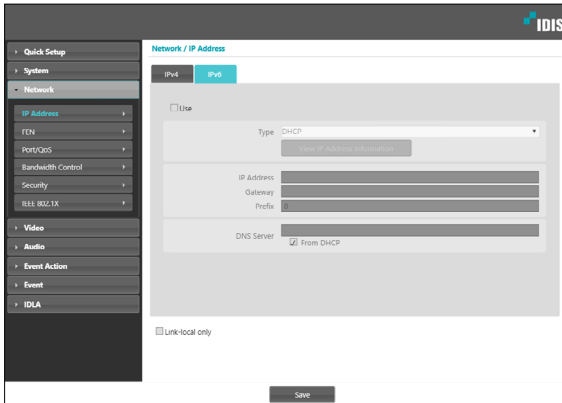 IDIS
Quick Setup
System
Network
IP Address
FEN
Port/QoS
Bandwidth Control
Security
IEEE 802.1X
Video
Audio
Event Action
Event
IDLA
Network / IP Address
IPv4 IPv6
Use
Type DHCP
View IP Address Information
IP Address
Gateway
Prefix 0
DNS Server
From DHCP
Link-local only
Save